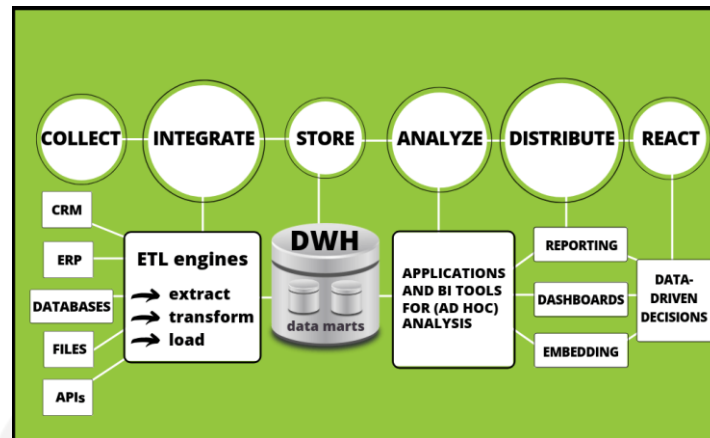 COLLECT
INTEGRATE
STORE
ANALYZE
DISTRIBUTE
REACT
CRM
ERP
DATABASES
FILES
APIs
ETL engines
extract
transform
load
DWH
data marts
APPLICATIONS
AND BI TOOLS
FOR (AD HOC)
ANALYSIS
REPORTING
DASHBOARDS
EMBEDDING
DATA-
DRIVEN
DECISIONS